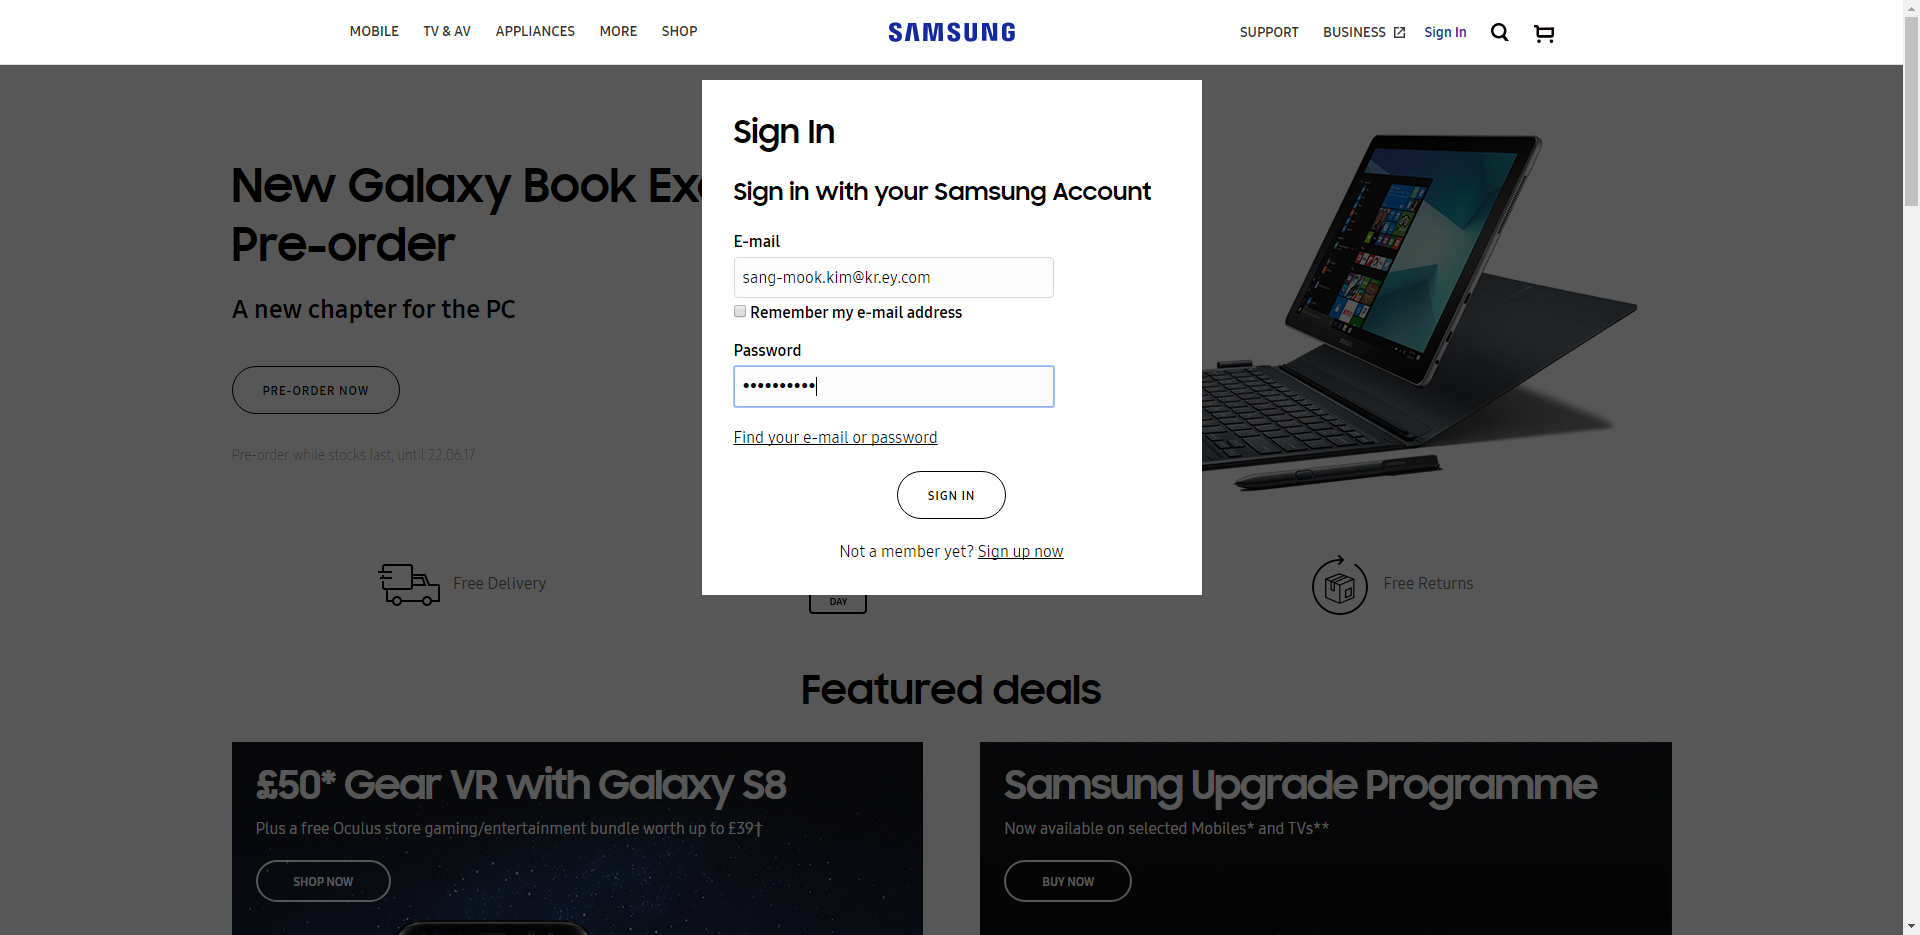 MOBILE TV & AV APPLIANCES MORE SHOP SAMSUNG SUPPORT BUSINESS Sign In
Sign In
Sign in with your Samsung Account
E-mail
sang-mook.kim@kr.ey.com
Remember my e-mail address
Password
••••••••••
Find your e-mail or password
SIGN IN
Not a member yet? Sign up now
New Galaxy Book
Pre-order
A new chapter for the PC
PRE-ORDER NOW
Pre-order while stocks last, until 22.06.17
Free Delivery
DAY
Free Returns
Featured deals
£50* Gear VR with Galaxy S8
Plus a free Oculus store gaming/entertainment bundle worth up to £39†
SHOP NOW
Samsung Upgrade Programme
Now available on selected Mobiles* and TVs**
BUY NOW